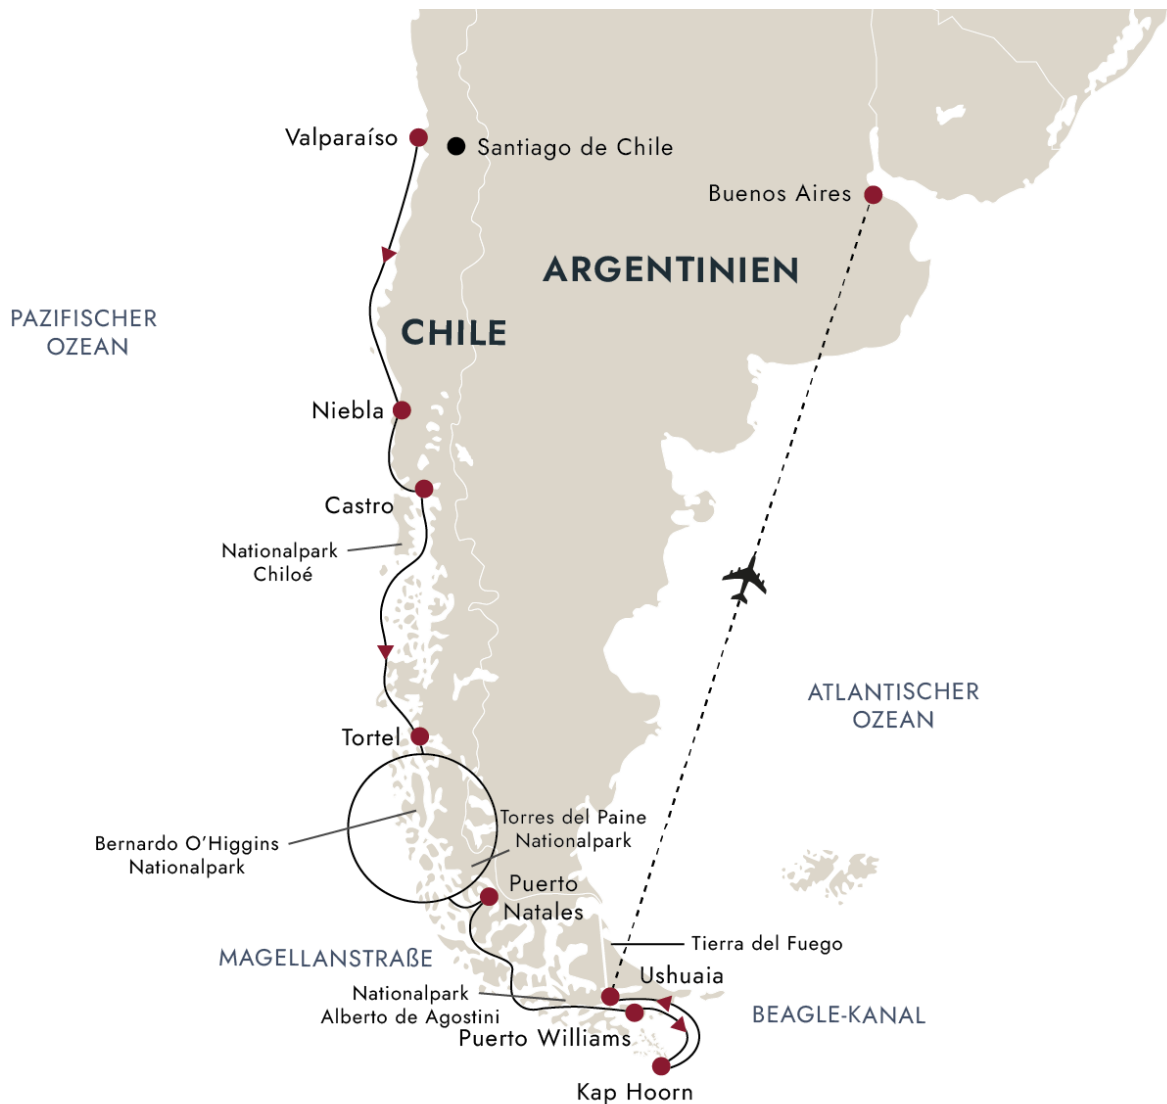 Valparaíso
Santiago de Chile
Buenos Aires
ARGENTINIEN
PAZIFISCHER
OZEAN
CHILE
Niebla
Castro
Nationalpark
Chiloé
ATLANTISCHER
OZEAN
Tortel
Torres del Paine
Nationalpark
Bernardo O'Higgins
Nationalpark
Puerto
Natales
Tierra del Fuego
MAGELLANSTRAßE
Ushuaia
Nationalpark
Alberto de Agostini
BEAGLE-KANAL
Puerto Williams
Kap Hoorn